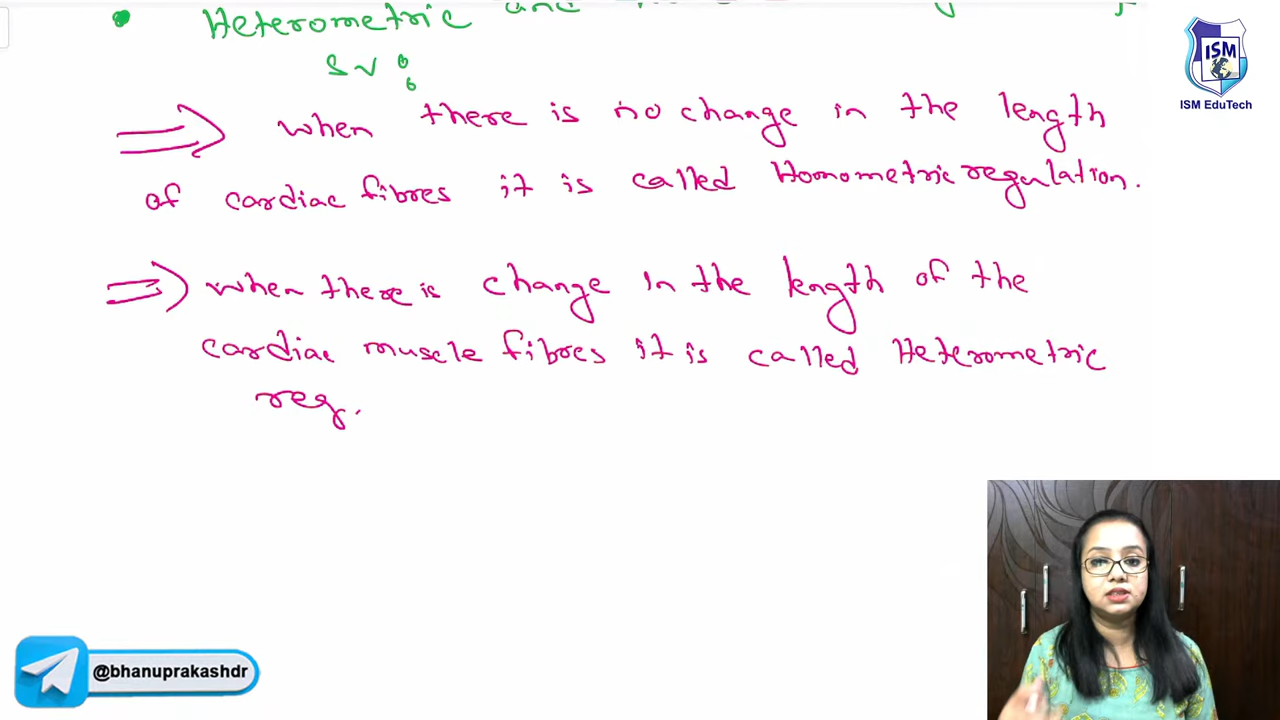 • Heterometric and
SV :
⇒ when there is no change in the length
of cardiac fibres it is called Homometric regulation.
⇒ when there is change in the length of the
cardiac muscle fibres it is called Heterometric
reg.
ISM
ISM EduTech
@bhanuprakashdr